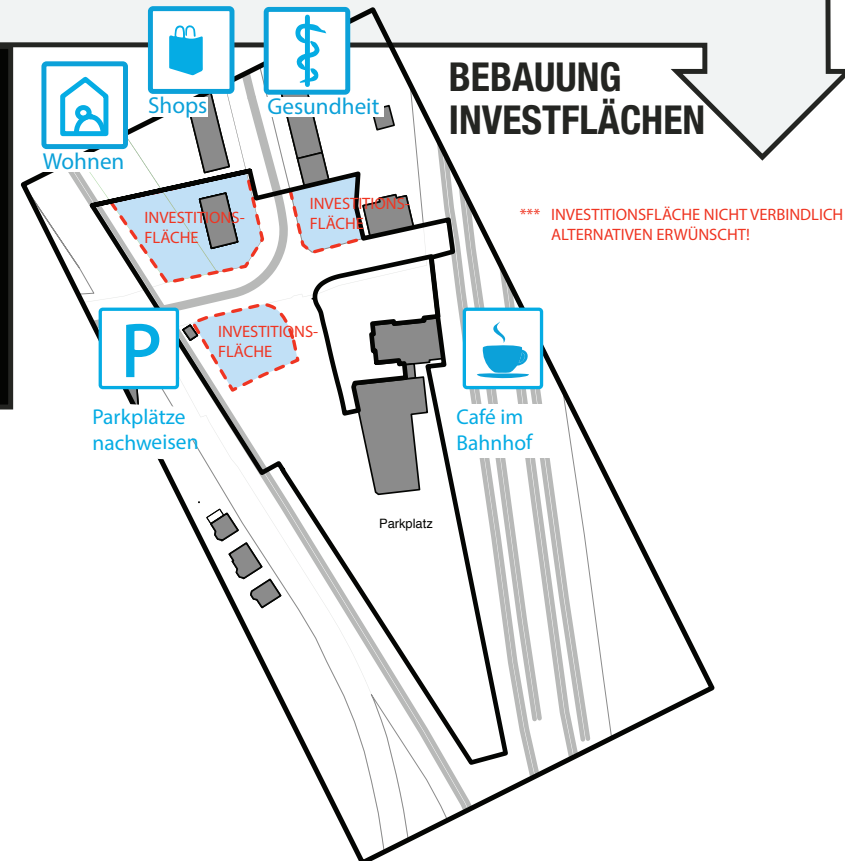 Shops
Gesundheit
Wohnen
BEBAUUNG
INVESTFLÄCHEN
INVESTITIONS-
FLÄCHE
INVESTITIONS-
FLÄCHE
*** INVESTITIONSFLÄCHE NICHT VERBINDLICH
ALTERNATIVEN ERWÜNSCHT!
INVESTITIONS-
FLÄCHE
P
Parkplätze
nachweisen
Café im
Bahnhof
Parkplatz